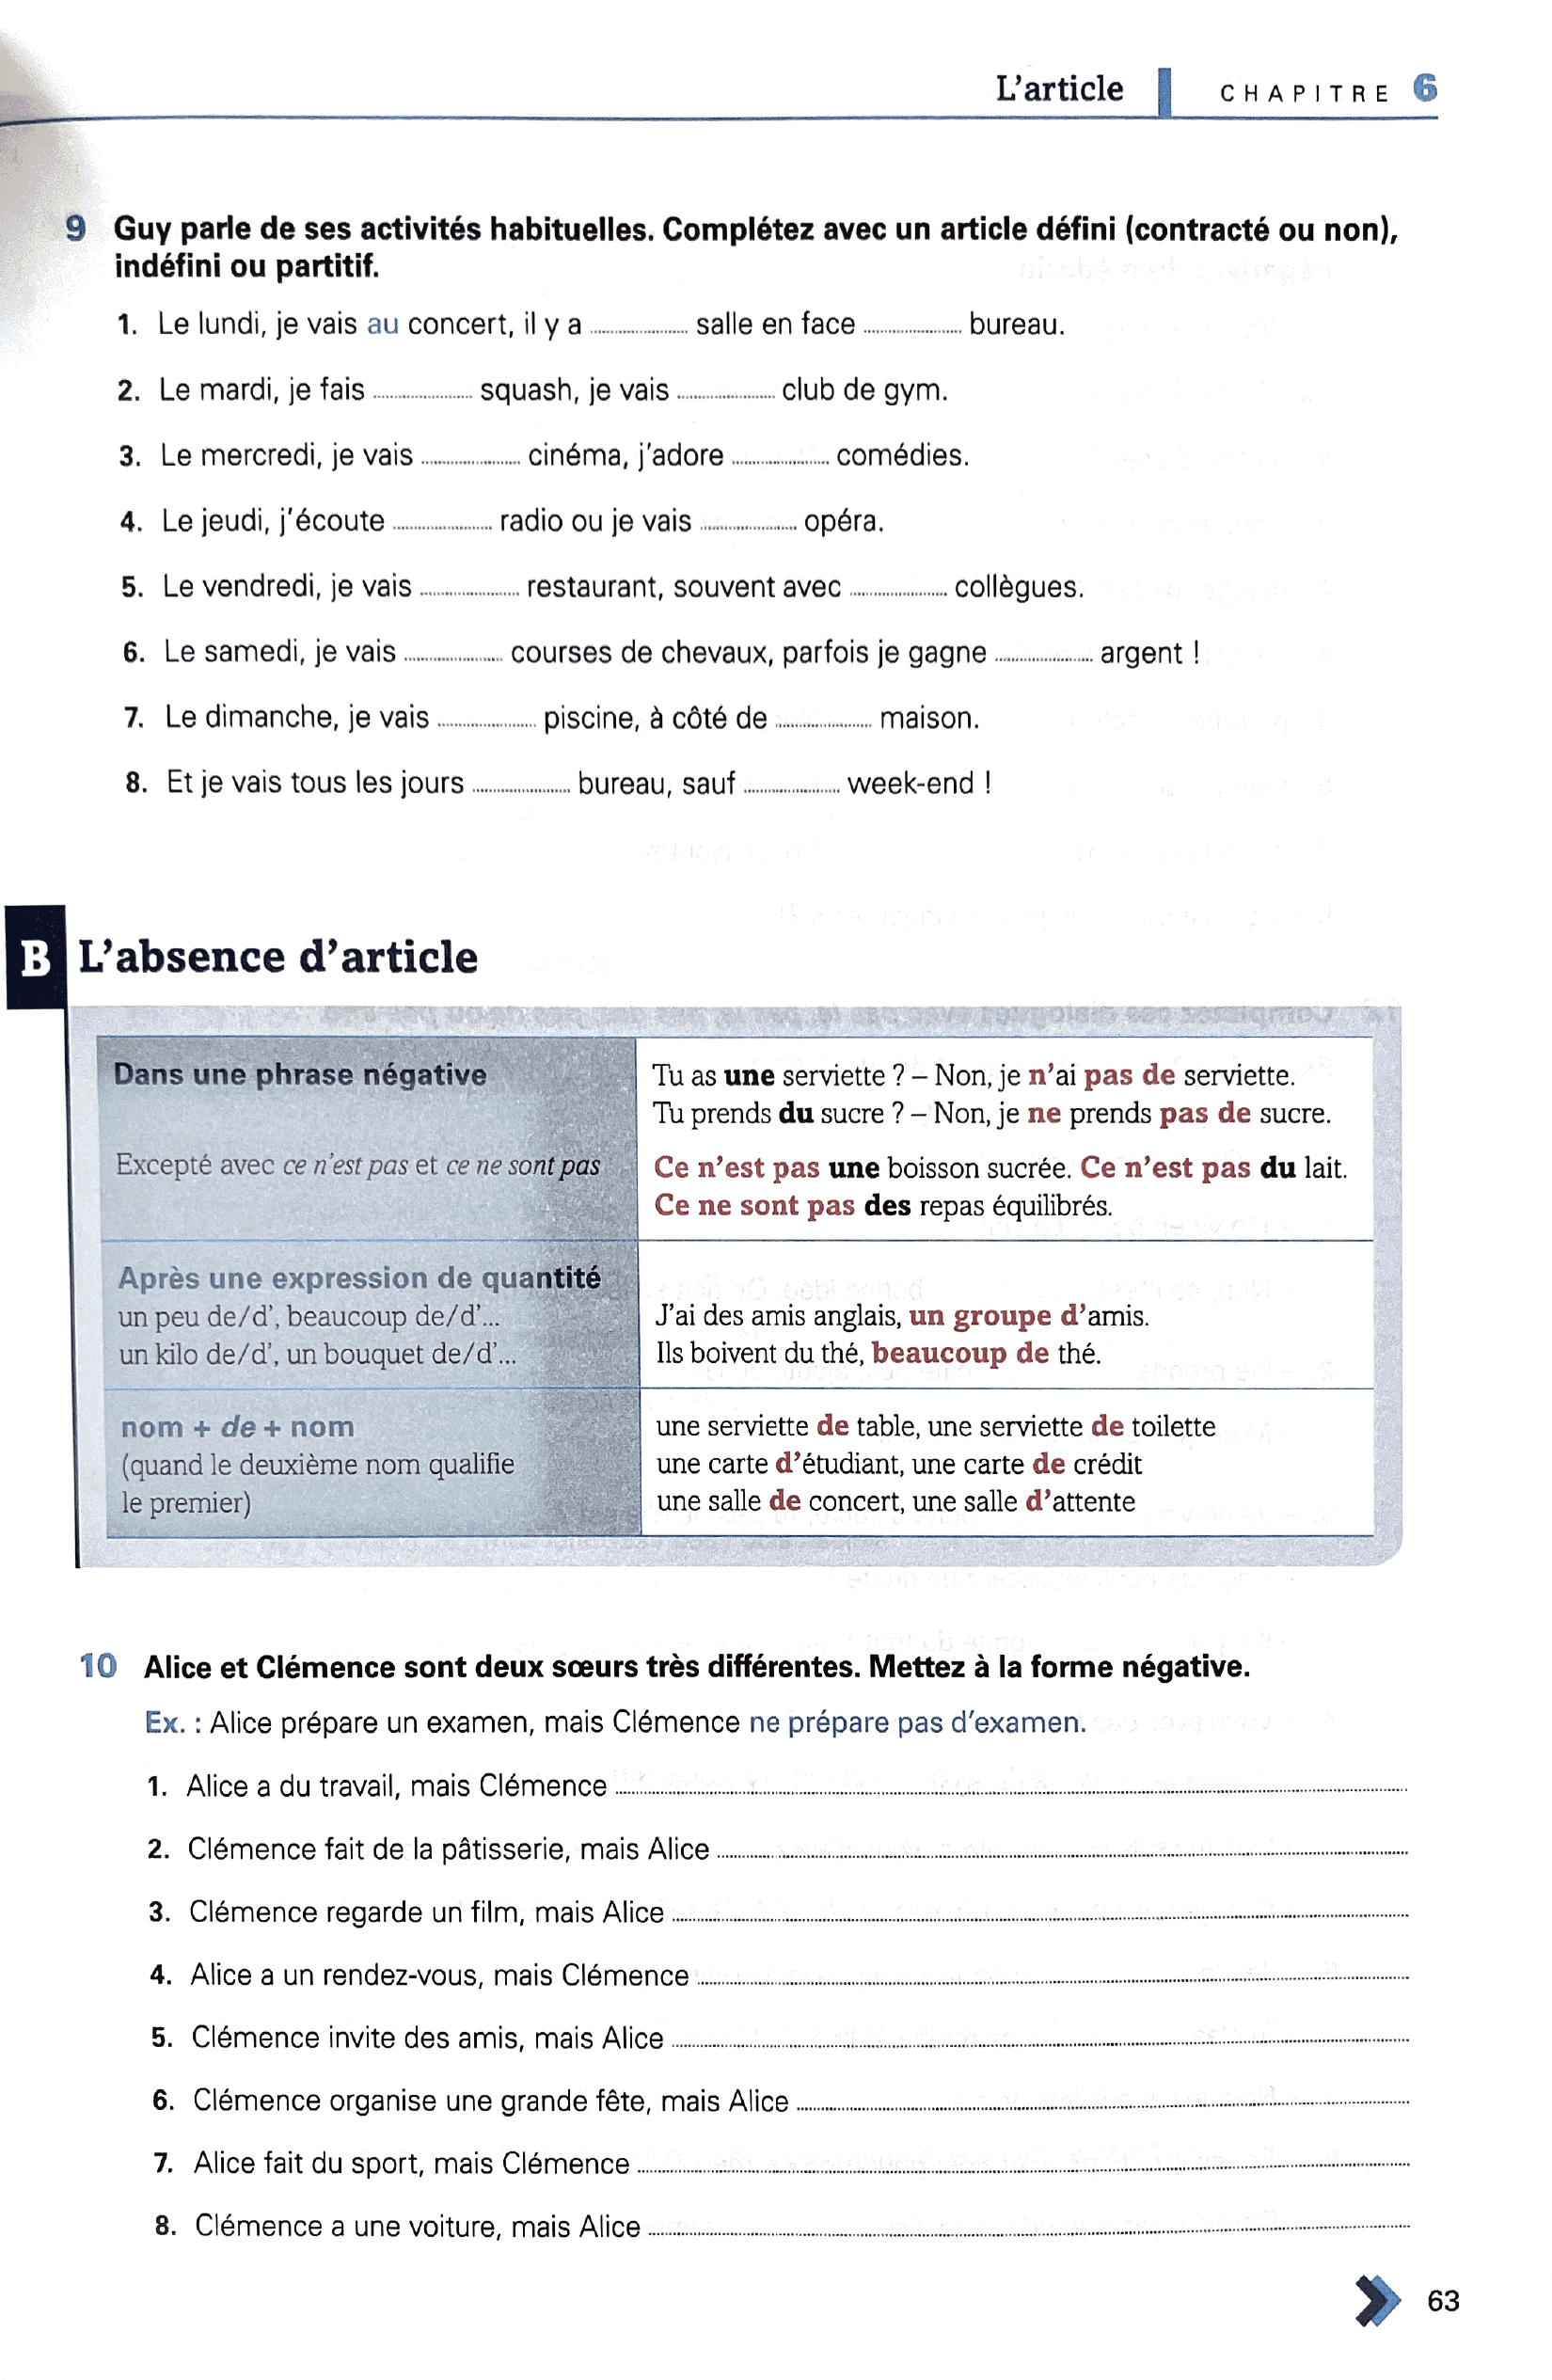 L'article CHAPITRE 6
9 Guy parle de ses activités habituelles. Complétez avec un article défini (contracté ou non),
indéfini ou partitif.
1. Le lundi, je vais au concert, il y a .................... salle en face .................... bureau.
2. Le mardi, je fais .................... squash, je vais .................... club de gym.
3. Le mercredi, je vais .................... cinéma, j'adore .................... comédies.
4. Le jeudi, j'écoute .................... radio ou je vais .................... opéra.
5. Le vendredi, je vais .................... restaurant, souvent avec .................... collègues.
6. Le samedi, je vais .................... courses de chevaux, parfois je gagne .................... argent !
7. Le dimanche, je vais .................... piscine, à côté de .................... maison.
8. Et je vais tous les jours .................... bureau, sauf .................... week-end !
B L'absence d'article
Dans une phrase négative
Tu as une serviette ? – Non, je n'ai pas de serviette.
Tu prends du sucre ? – Non, je ne prends pas de sucre.
Excepté avec ce n'est pas et ce ne sont pas
Ce n'est pas une boisson sucrée. Ce n'est pas du lait.
Ce ne sont pas des repas équilibrés.
Après une expression de quantité
un peu de/d', beaucoup de/d'...
un kilo de/d', un bouquet de/d'...
J'ai des amis anglais, un groupe d'amis.
Ils boivent du thé, beaucoup de thé.
nom + de + nom
(quand le deuxième nom qualifie
le premier)
une serviette de table, une serviette de toilette
une carte d'étudiant, une carte de crédit
une salle de concert, une salle d'attente
10 Alice et Clémence sont deux sœurs très différentes. Mettez à la forme négative.
Ex. : Alice prépare un examen, mais Clémence ne prépare pas d'examen.
1. Alice a du travail, mais Clémence ....................
2. Clémence fait de la pâtisserie, mais Alice ....................
3. Clémence regarde un film, mais Alice ....................
4. Alice a un rendez-vous, mais Clémence ....................
5. Clémence invite des amis, mais Alice ....................
6. Clémence organise une grande fête, mais Alice ....................
7. Alice fait du sport, mais Clémence ....................
8. Clémence a une voiture, mais Alice ....................
63